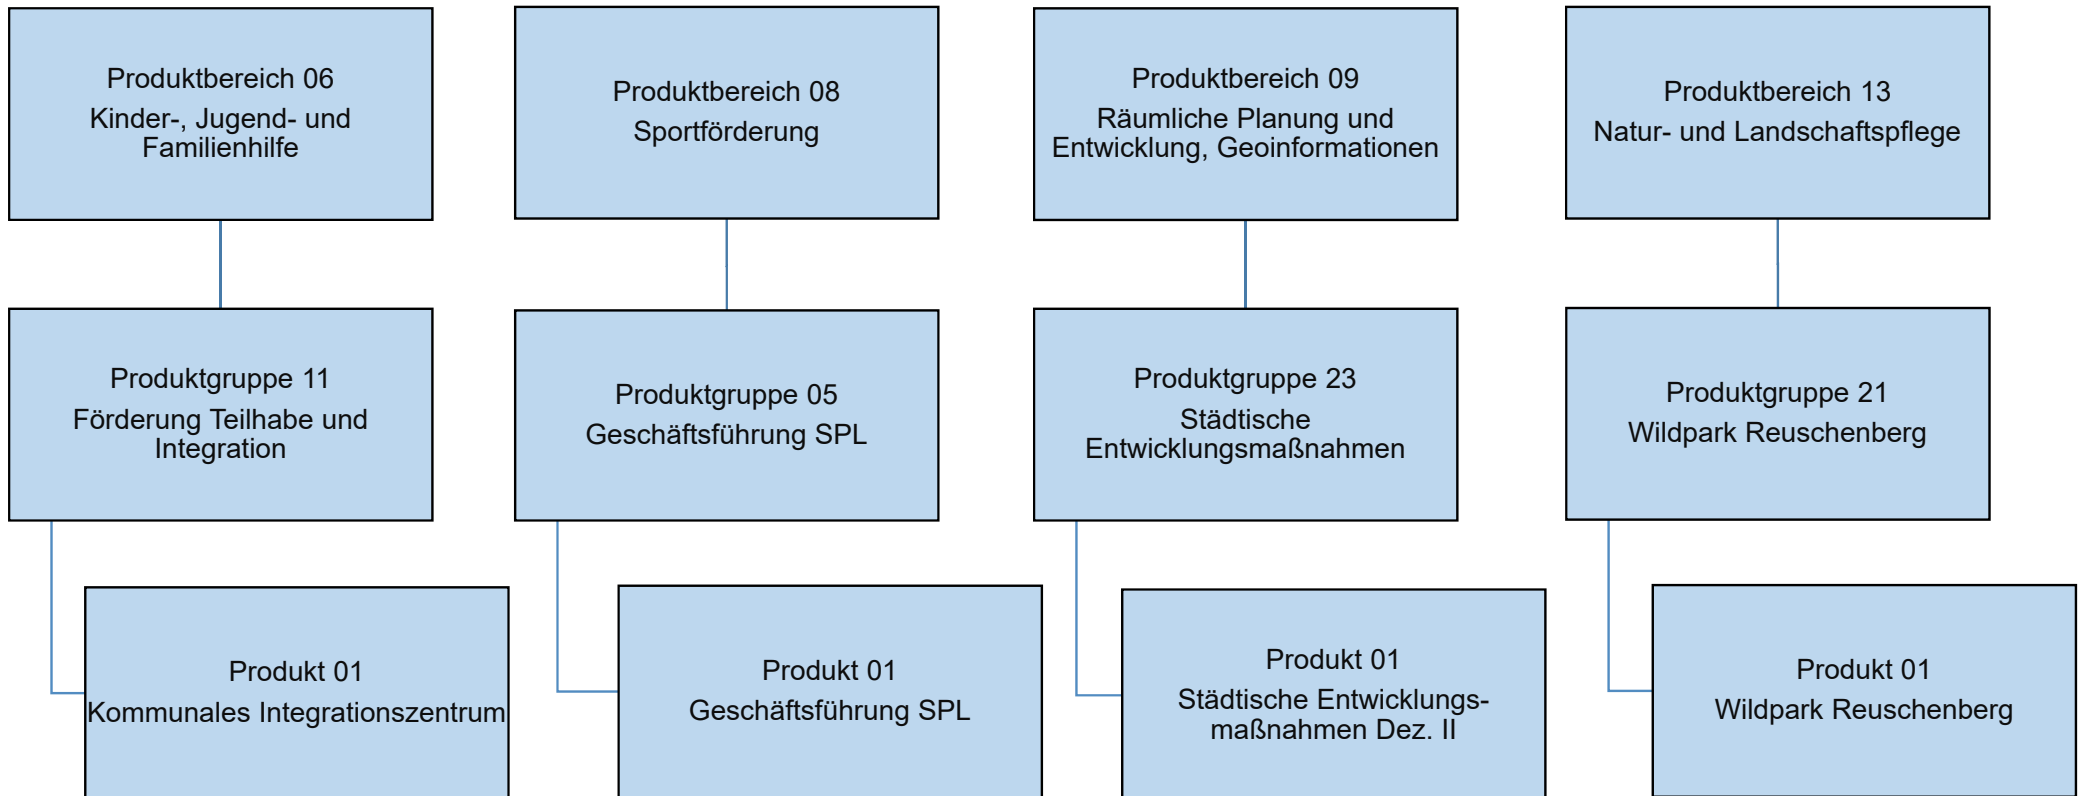 Produktbereich 06
Kinder-, Jugend- und
Familienhilfe
Produktbereich 08
Sportförderung
Produktbereich 09
Räumliche Planung und
Entwicklung, Geoinformationen
Produktbereich 13
Natur- und Landschaftspflege
Produktgruppe 11
Förderung Teilhabe und
Integration
Produktgruppe 05
Geschäftsführung SPL
Produktgruppe 23
Städtische
Entwicklungsmaßnahmen
Produktgruppe 21
Wildpark Reuschenberg
Produkt 01
Kommunales Integrationszentrum
Produkt 01
Geschäftsführung SPL
Produkt 01
Städtische Entwicklungs-
maßnahmen Dez. II
Produkt 01
Wildpark Reuschenberg